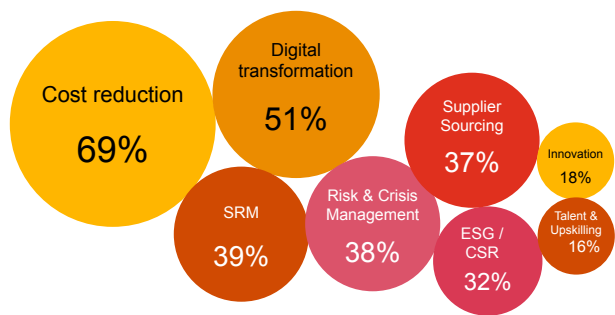 Cost reduction
69%
Digital
transformation
51%
SRM
39%
Risk & Crisis
Management
38%
Supplier
Sourcing
37%
ESG /
CSR
32%
Innovation
18%
Talent &
Upskilling
16%